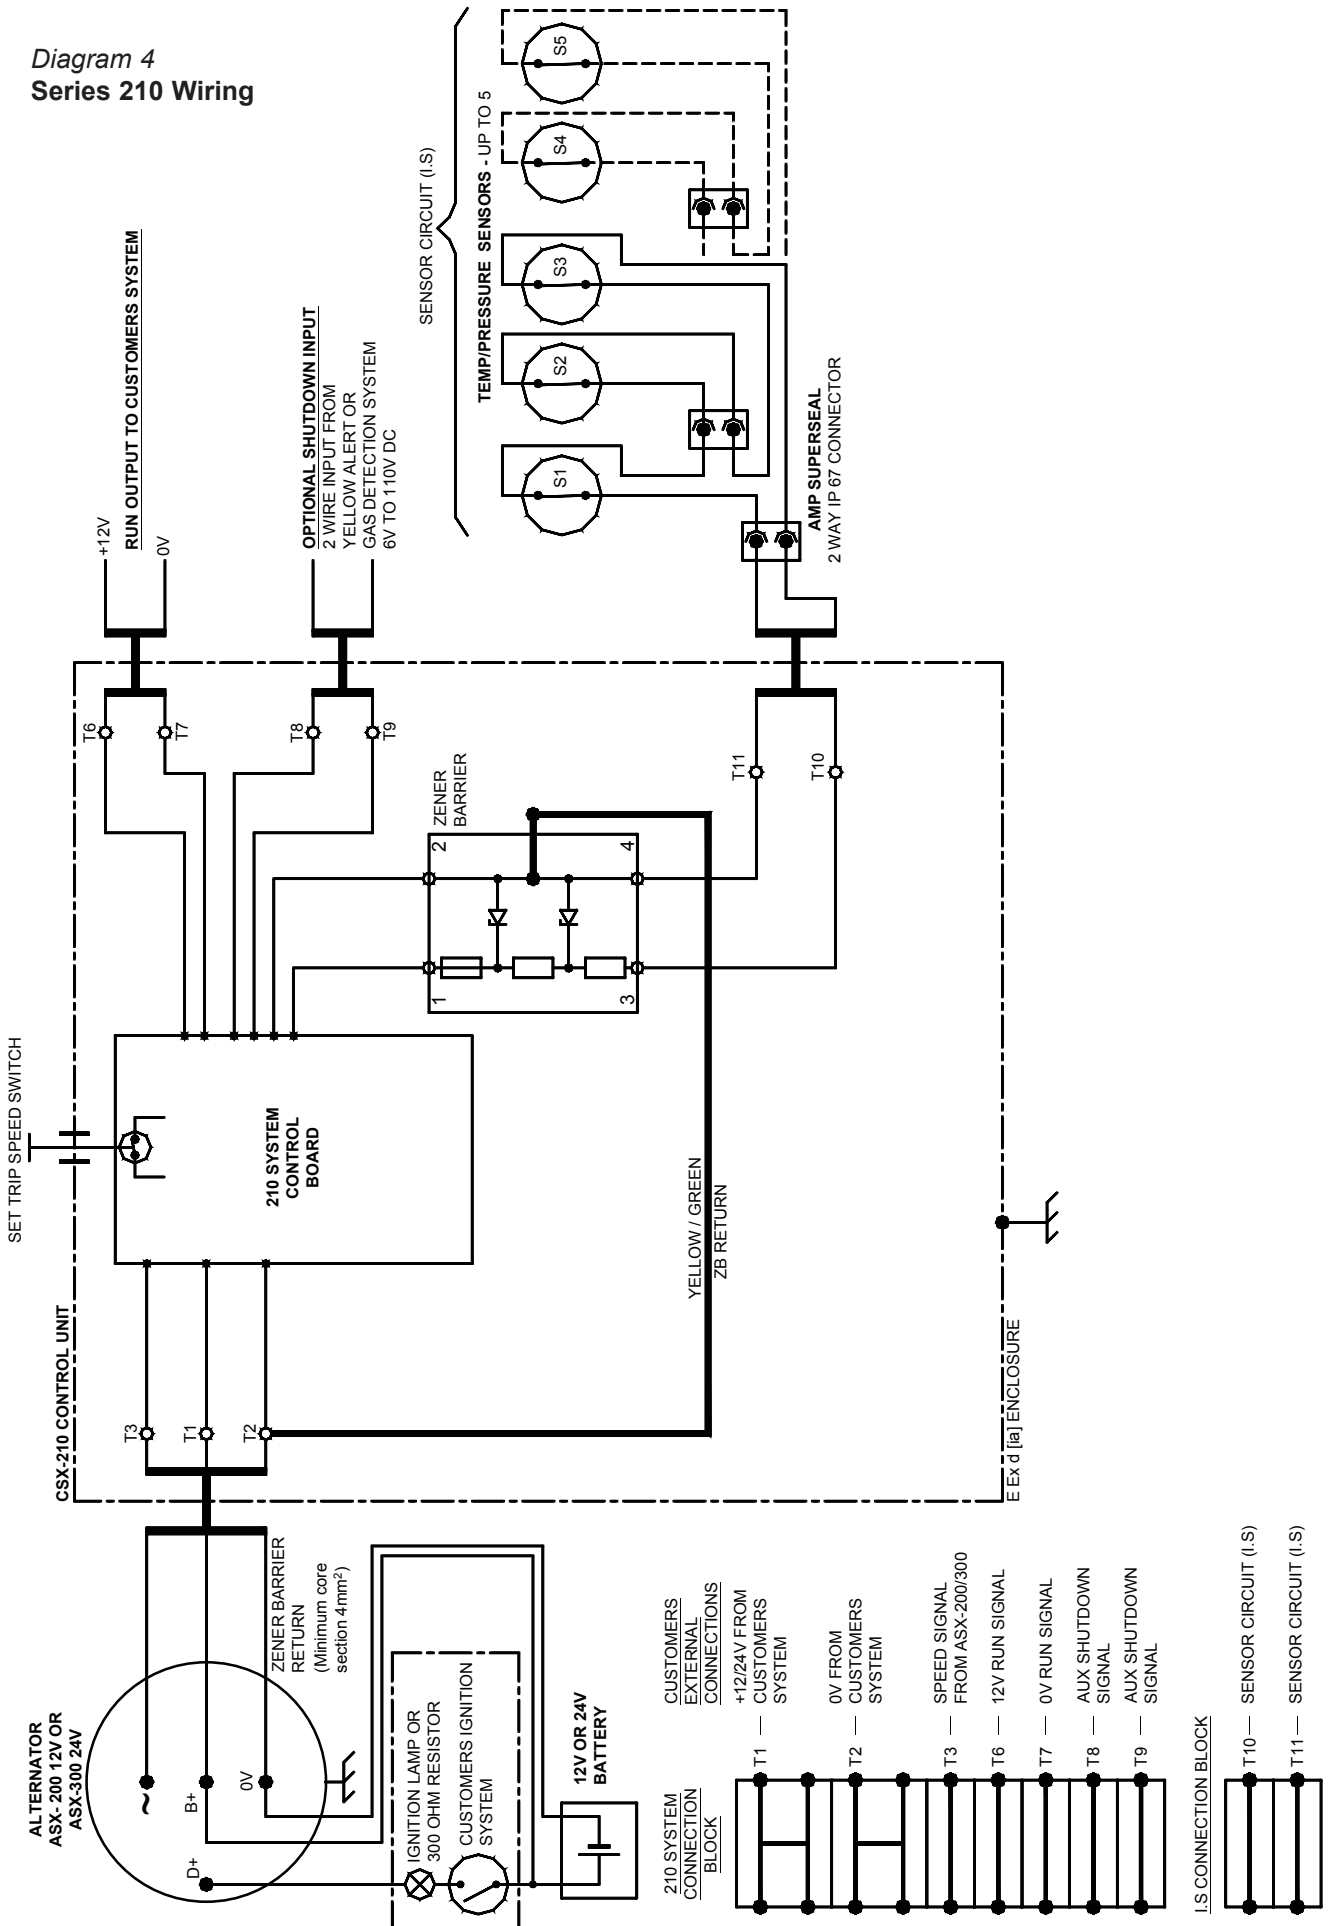 Diagram 4
Series 210 Wiring
SENSOR CIRCUIT (I.S)
TEMP/PRESSURE SENSORS - UP TO 5
S5
S4
S3
S2
S1
AMP SUPERSEAL
2 WAY IP 67 CONNECTOR
+12V
RUN OUTPUT TO CUSTOMERS SYSTEM
0V
OPTIONAL SHUTDOWN INPUT
2 WIRE INPUT FROM
YELLOW ALERT OR
GAS DETECTION SYSTEM
6V TO 110V DC
T6
T7
T8
T9
T11
T10
ZENER
BARRIER
2
4
1
3
SET TRIP SPEED SWITCH
210 SYSTEM
CONTROL
BOARD
YELLOW / GREEN
ZB RETURN
CSX-210 CONTROL UNIT
E Ex d [ia] ENCLOSURE
T3
T1
T2
ZENER BARRIER
RETURN
(Minimum core
section 4mm²)
ALTERNATOR
ASX- 200 12V OR
ASX-300 24V
~
B+
0V
D+
IGNITION LAMP OR
300 OHM RESISTOR
CUSTOMERS IGNITION
SYSTEM
12V OR 24V
BATTERY
210 SYSTEM
CONNECTION
BLOCK
CUSTOMERS
EXTERNAL
CONNECTIONS
T1 — +12/24V FROM
CUSTOMERS
SYSTEM
T2 — 0V FROM
CUSTOMERS
SYSTEM
T3 — SPEED SIGNAL
FROM ASX-200/300
T6 — 12V RUN SIGNAL
T7 — 0V RUN SIGNAL
T8 — AUX SHUTDOWN
SIGNAL
T9 — AUX SHUTDOWN
SIGNAL
I.S CONNECTION BLOCK
T10 — SENSOR CIRCUIT (I.S)
T11 — SENSOR CIRCUIT (I.S)